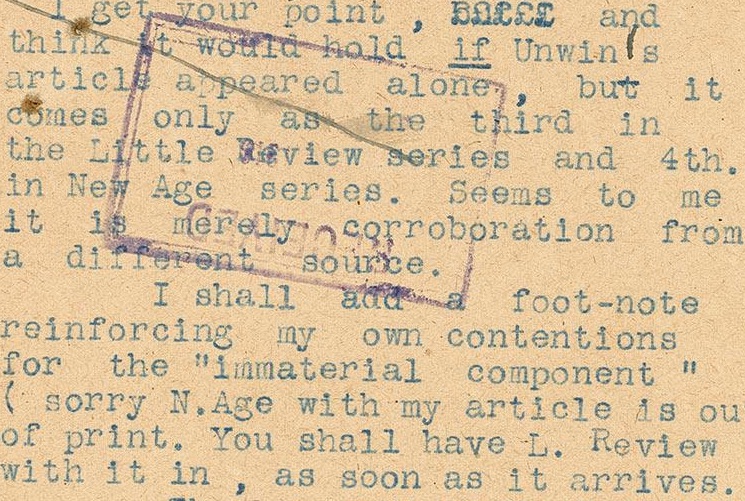 I get your point , and
think it would hold if Unwin's
article appeared alone, but it
comes only as the third in
the Little Review series and 4th.
in New Age series. Seems to me
it is merely corroboration from
a different source.
RECEIVED
I shall add a foot-note
reinforcing my own contentions
for the "immaterial component "
( sorry N.Age with my article is ou
of print. You shall have L. Review
with it in , as soon as it arrives.